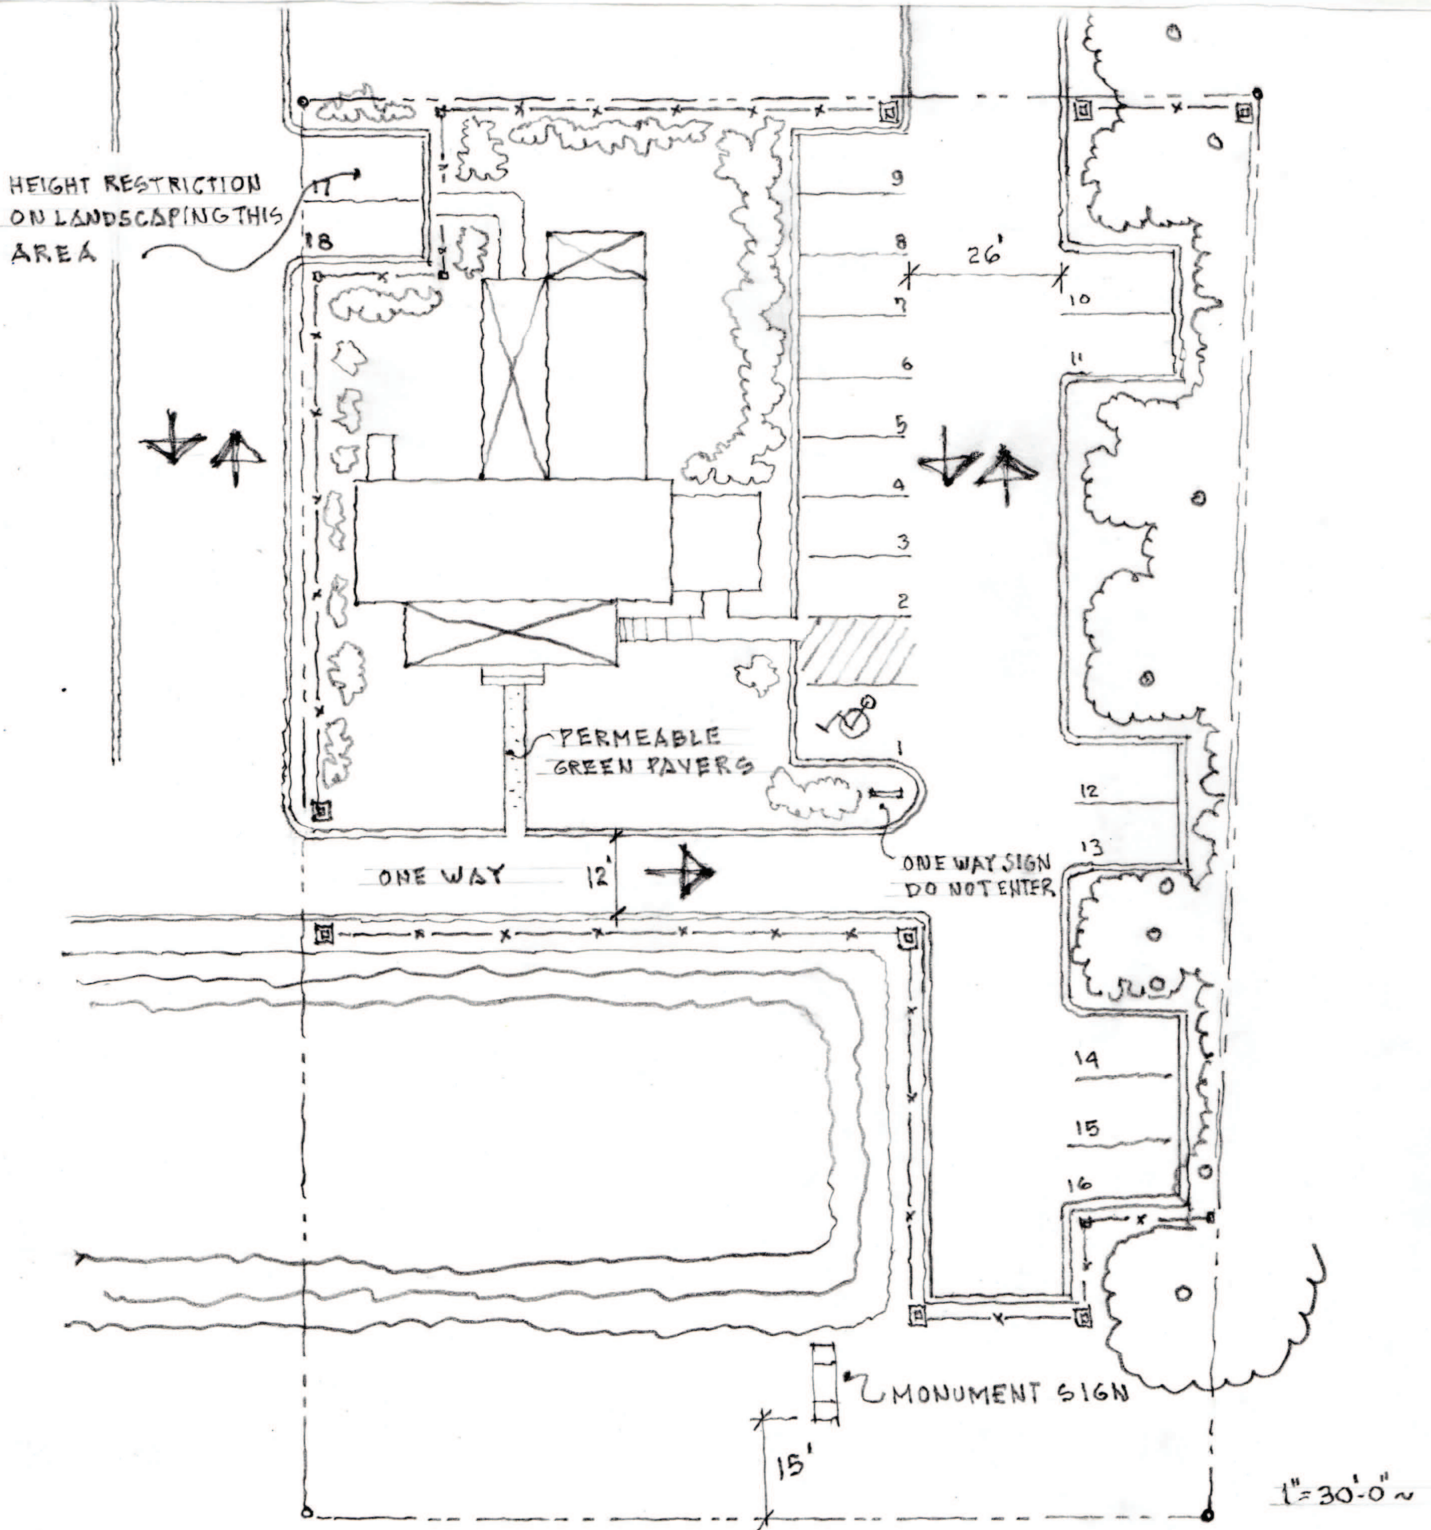 HEIGHT RESTRICTION
ON LANDSCAPING THIS
AREA
17
18
9
8
7
6
5
4
3
2
1
26'
10
11
12
13
14
15
16
PERMEABLE
GREEN PAVERS
ONE WAY
12'
ONE WAY SIGN
DO NOT ENTER
MONUMENT SIGN
15'
1"=30'-0" ~